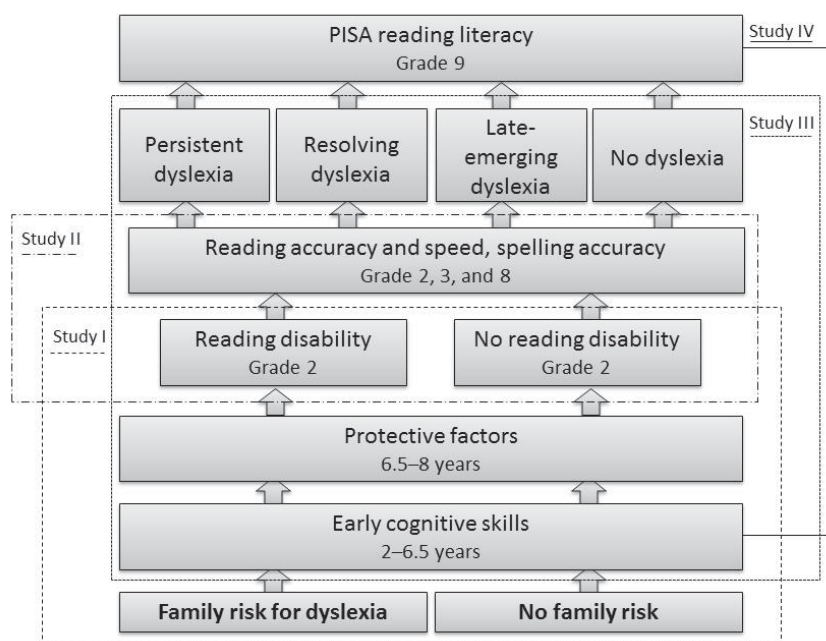 PISA reading literacy
Grade 9
Study IV
Study III
Persistent
dyslexia
Resolving
dyslexia
Late-
emerging
dyslexia
No dyslexia
Study II
Reading accuracy and speed, spelling accuracy
Grade 2, 3, and 8
Study I
Reading disability
Grade 2
No reading disability
Grade 2
Protective factors
6.5–8 years
Early cognitive skills
2–6.5 years
Family risk for dyslexia
No family risk